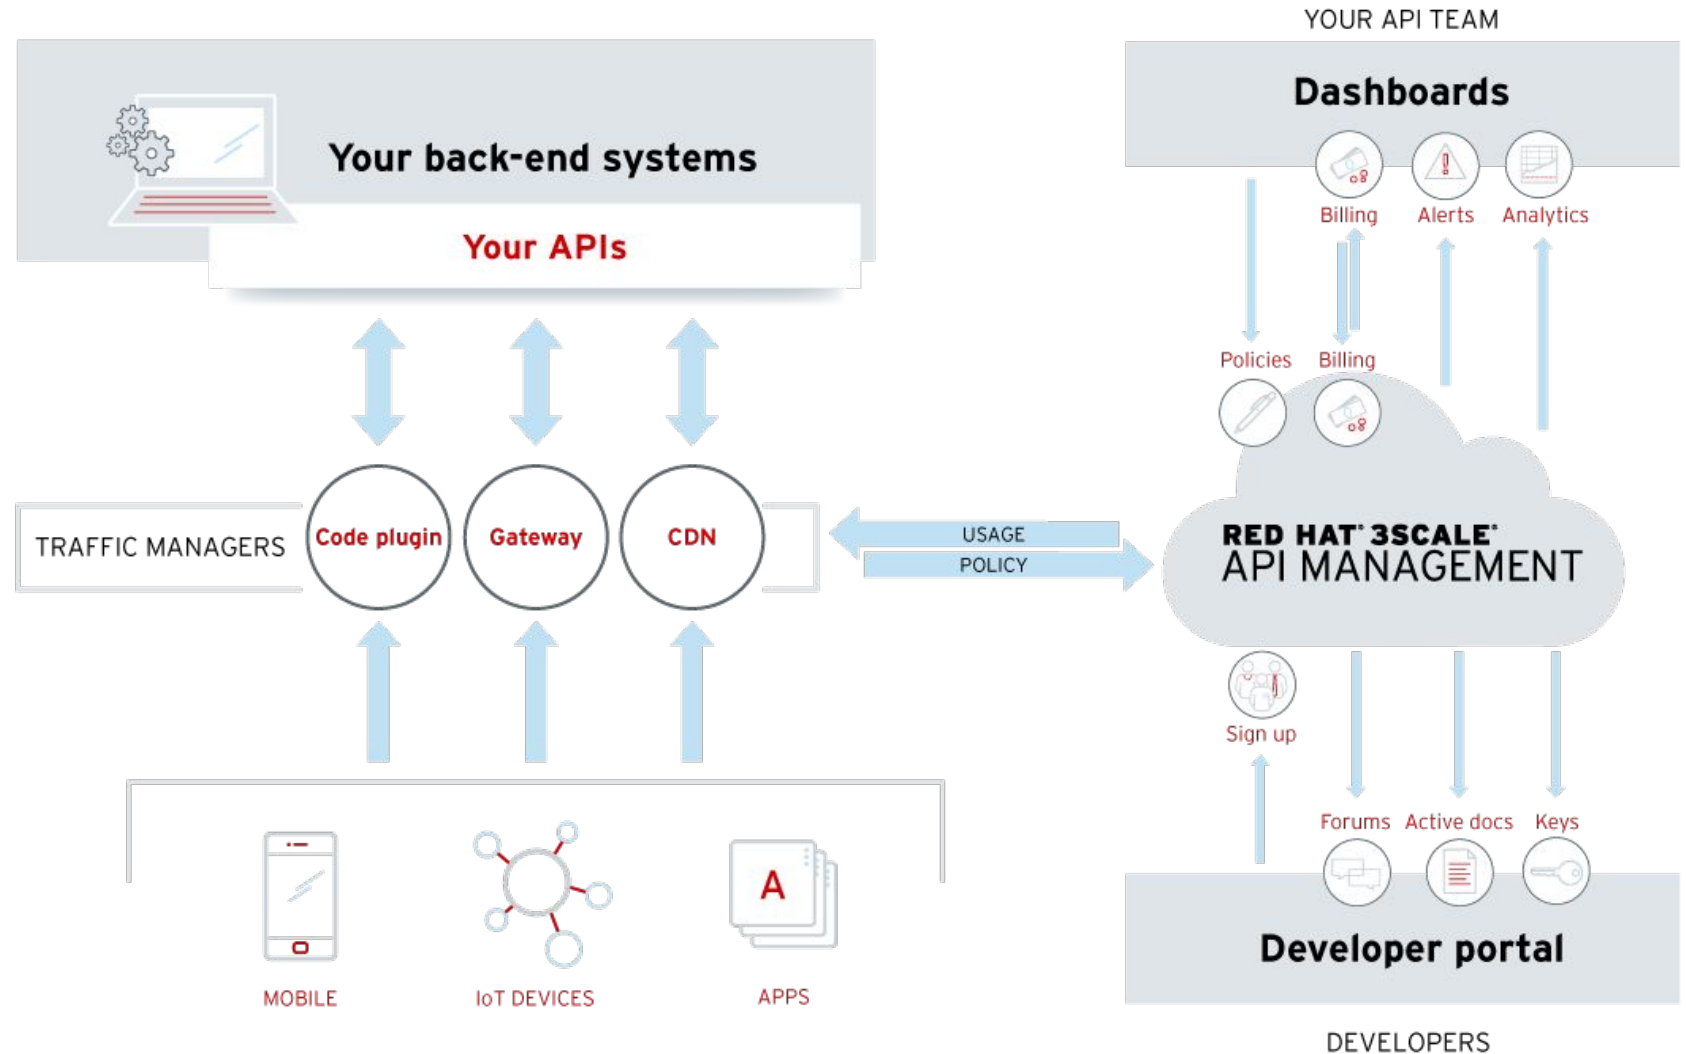 YOUR API TEAM
Dashboards
Billing
Alerts
Analytics
Your back-end systems
Your APIs
Policies
Billing
TRAFFIC MANAGERS
Code plugin
Gateway
CDN
USAGE
POLICY
RED HAT® 3SCALE®
API MANAGEMENT
Sign up
Forums
Active docs
Keys
Developer portal
DEVELOPERS
A
MOBILE
IoT DEVICES
APPS